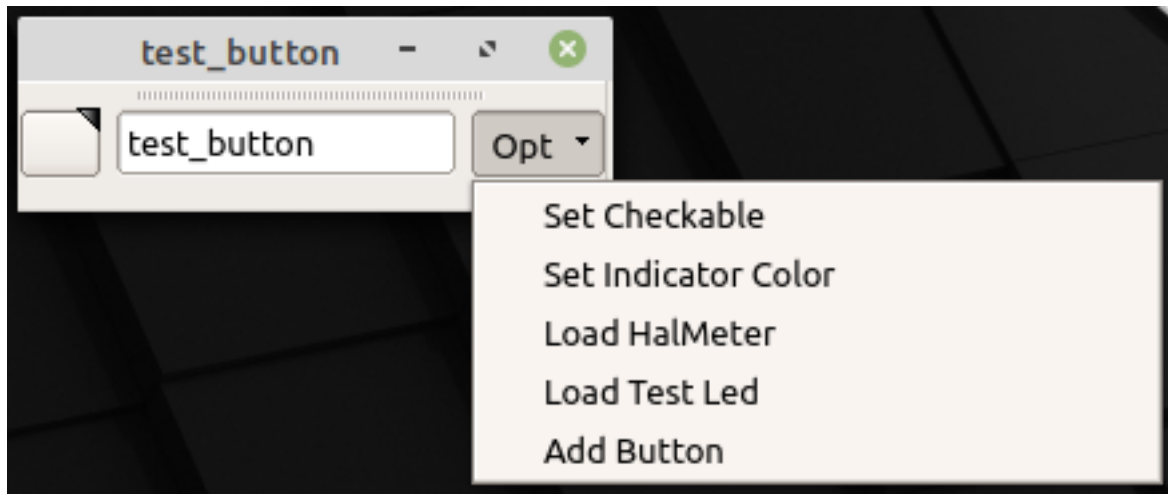 test_button
test_button
Opt
Set Checkable
Set Indicator Color
Load HalMeter
Load Test Led
Add Button